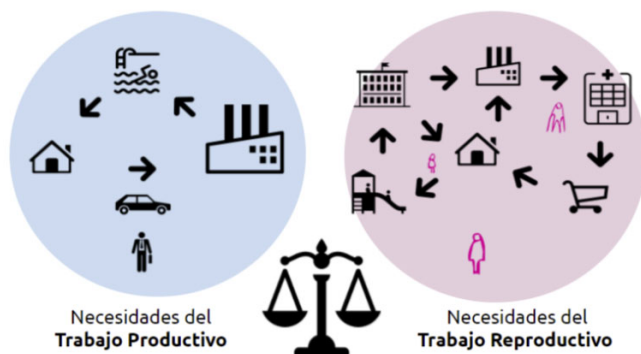 Necesidades del
Trabajo Productivo
Necesidades del
Trabajo Reproductivo